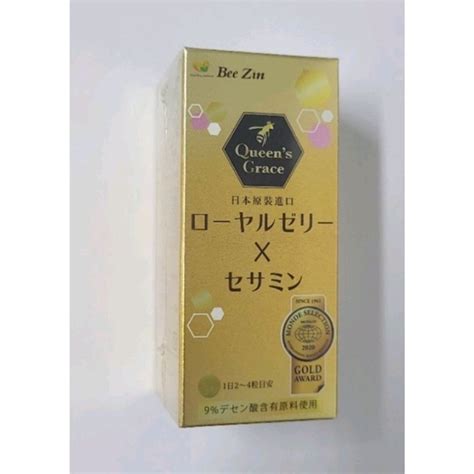 Bee Zin
Queen's
Grace
日本原裝進口
ローヤルゼリー
×
セサミン
SINCE 1961
MONDE SELECTION
2020
GOLD
AWARD
1日2～4粒目安
9%デセン酸含有原料使用